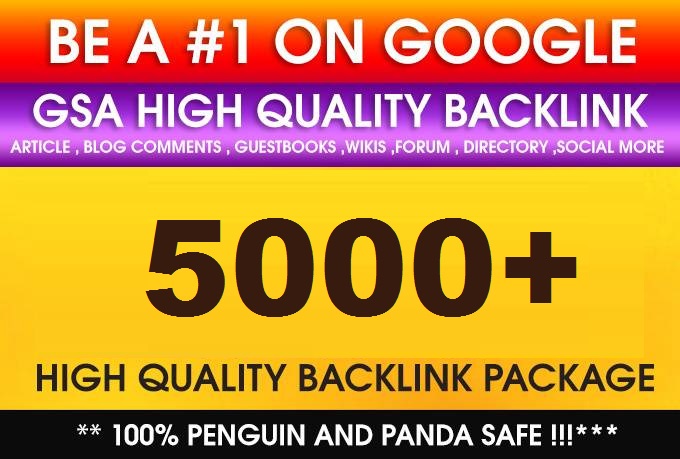 BE A #1 ON GOOGLE
GSA HIGH QUALITY BACKLINK
ARTICLE , BLOG COMMENTS , GUESTBOOKS ,WIKIS ,FORUM , DIRECTORY ,SOCIAL MORE
5000+
HIGH QUALITY BACKLINK PACKAGE
** 100% PENGUIN AND PANDA SAFE !!!***